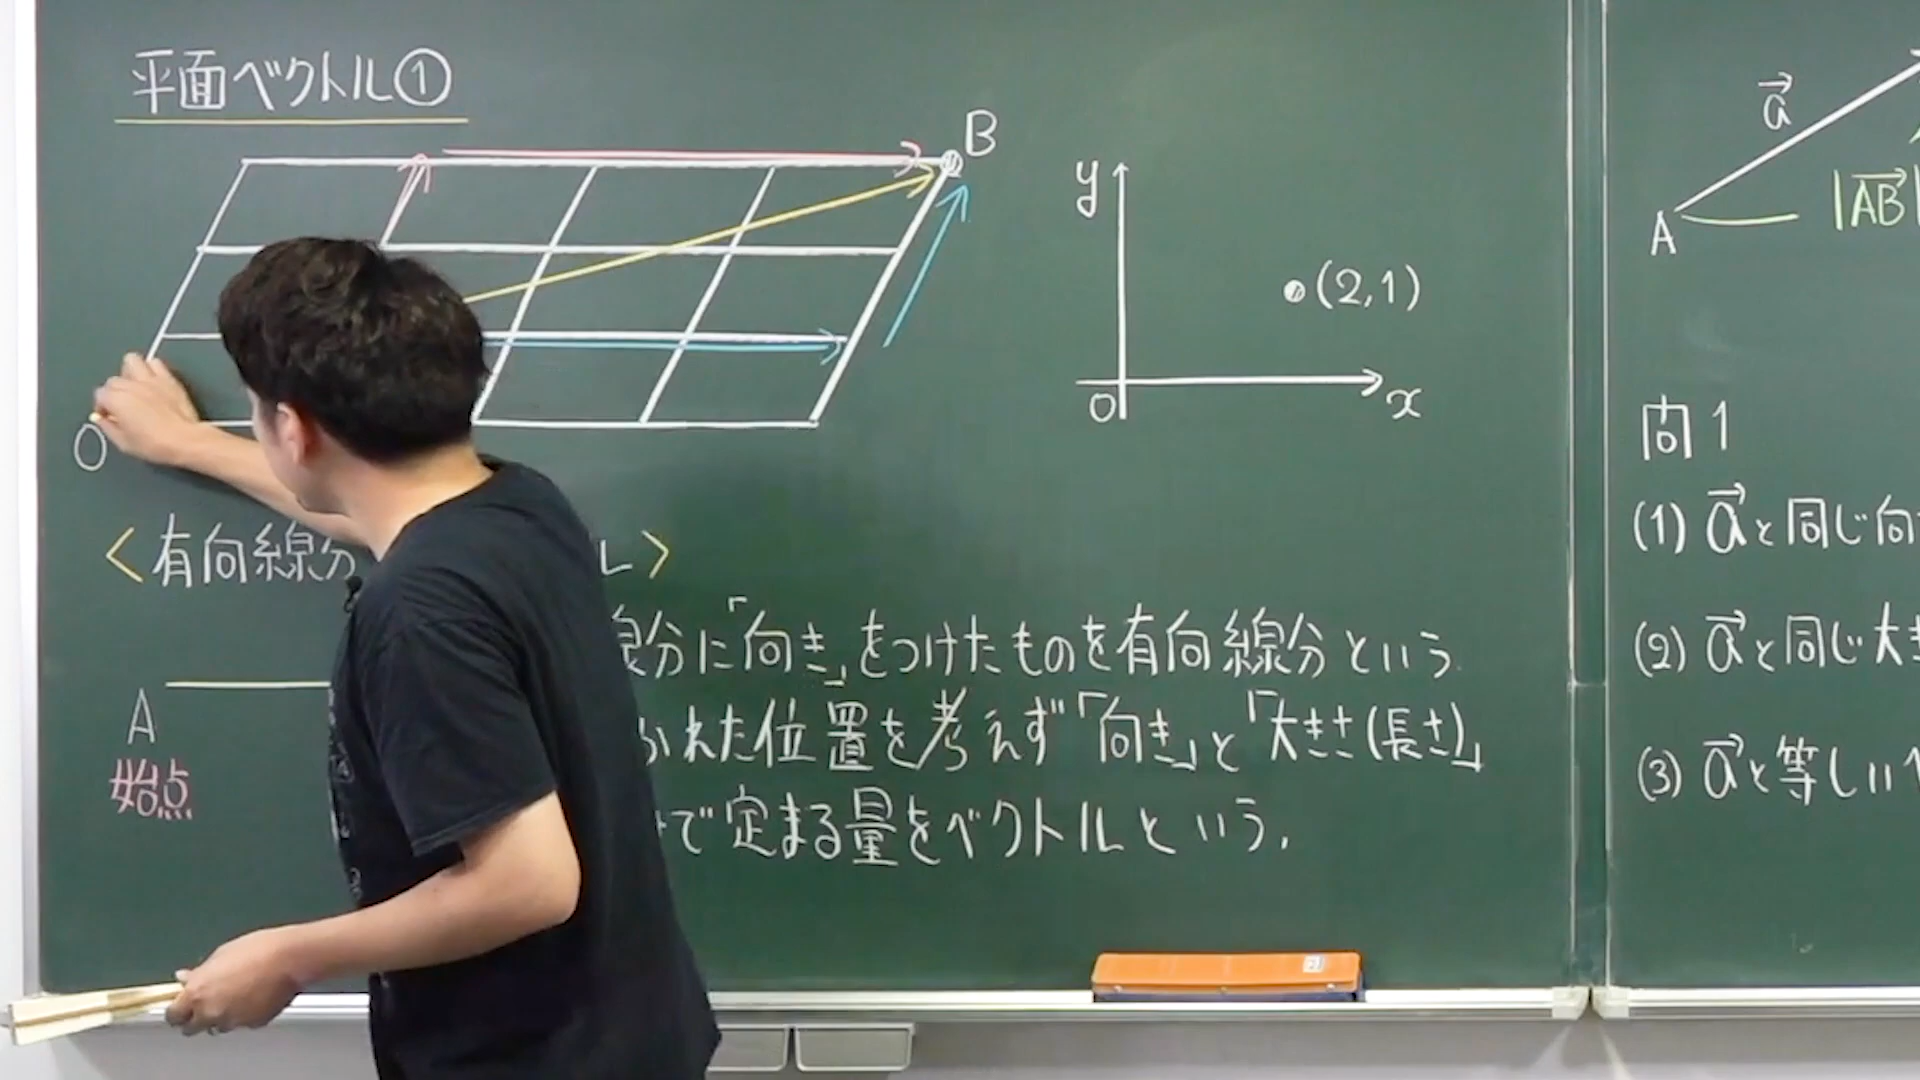 平面ベクトル①
B
O
y
(2,1)
O
x
<有向線分 ル>
線分に「向き」をつけたものを有向線分という
A
始点
かれた位置を考えず「向き」と「大きさ(長さ)」
で定まる量をベクトルという.
a→
A
|AB→|
問1
(1) a→と同じ向
(2) a→と同じ大き
(3) a→と等しい